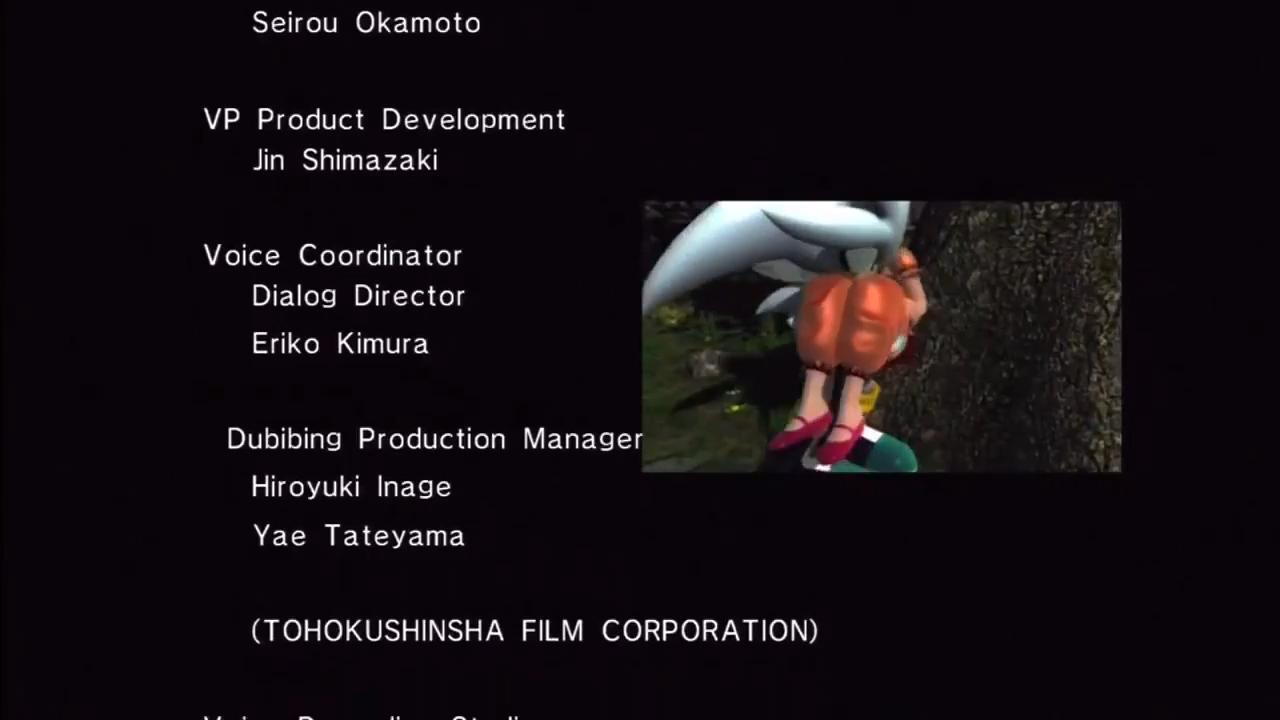 Seirou Okamoto
VP Product Development
Jin Shimazaki
Voice Coordinator
Dialog Director
Eriko Kimura
Dubibing Production Manager
Hiroyuki Inage
Yae Tateyama
(TOHOKUSHINSHA FILM CORPORATION)